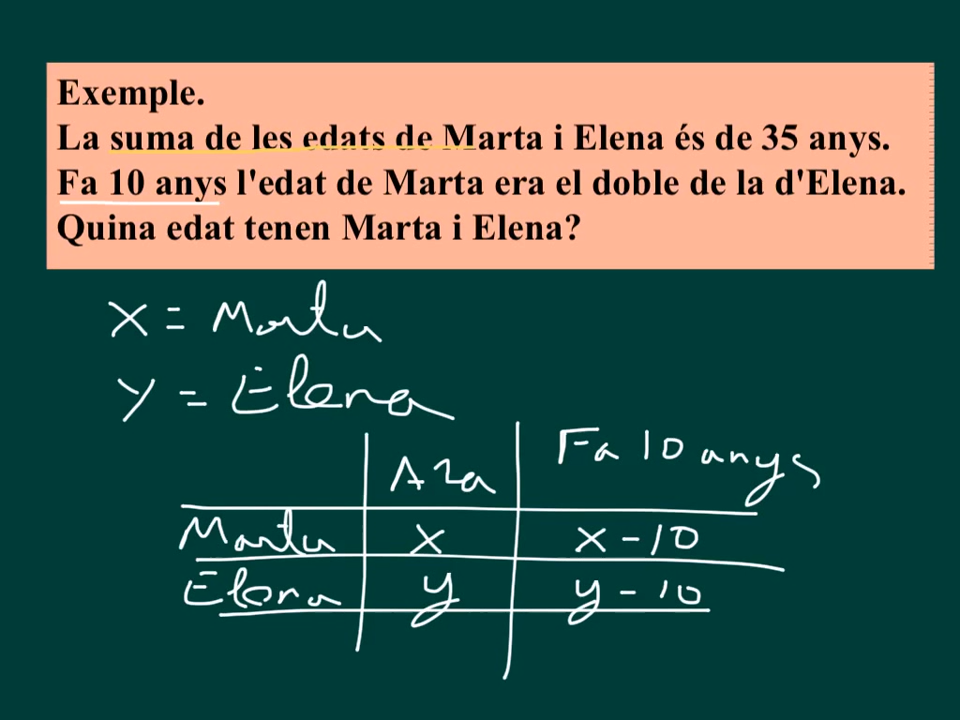 Exemple.
La suma de les edats de Marta i Elena és de 35 anys.
Fa 10 anys l'edat de Marta era el doble de la d'Elena.
Quina edat tenen Marta i Elena?
X = Marta
Y = Elena
Ara Fa 10 anys
Marta x x - 10
Elena y y - 10